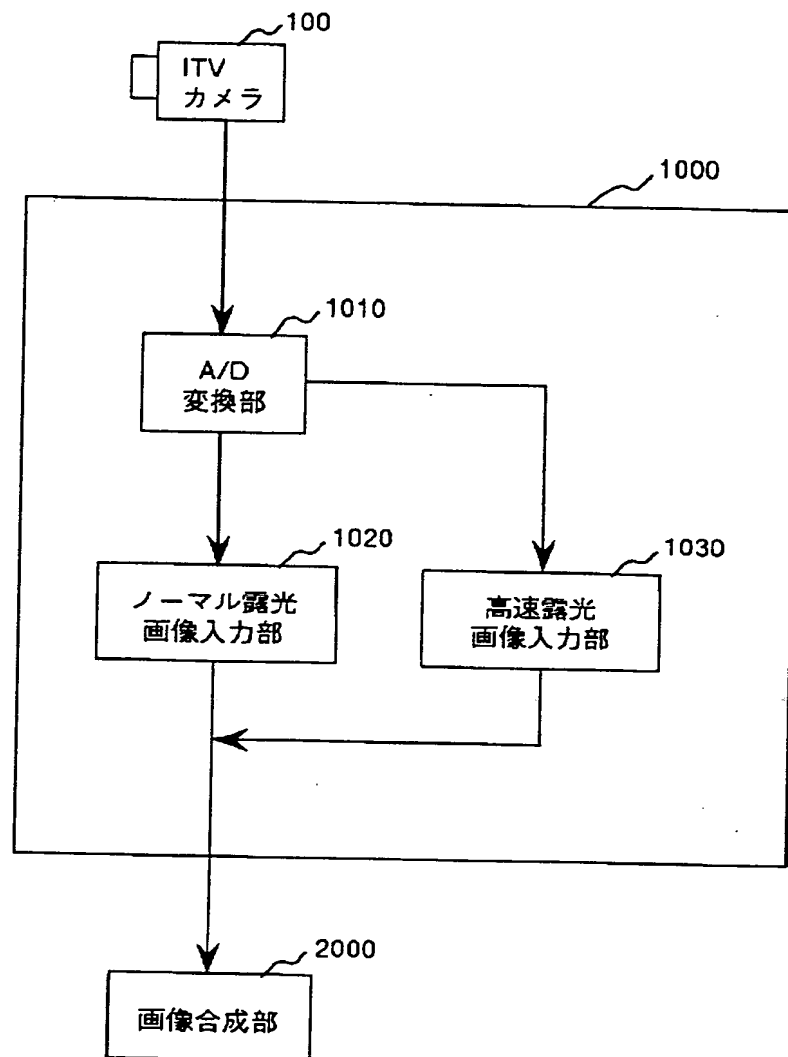 100
ITV
カメラ
1000
1010
A/D
変換部
1020
ノーマル露光
画像入力部
1030
高速露光
画像入力部
2000
画像合成部